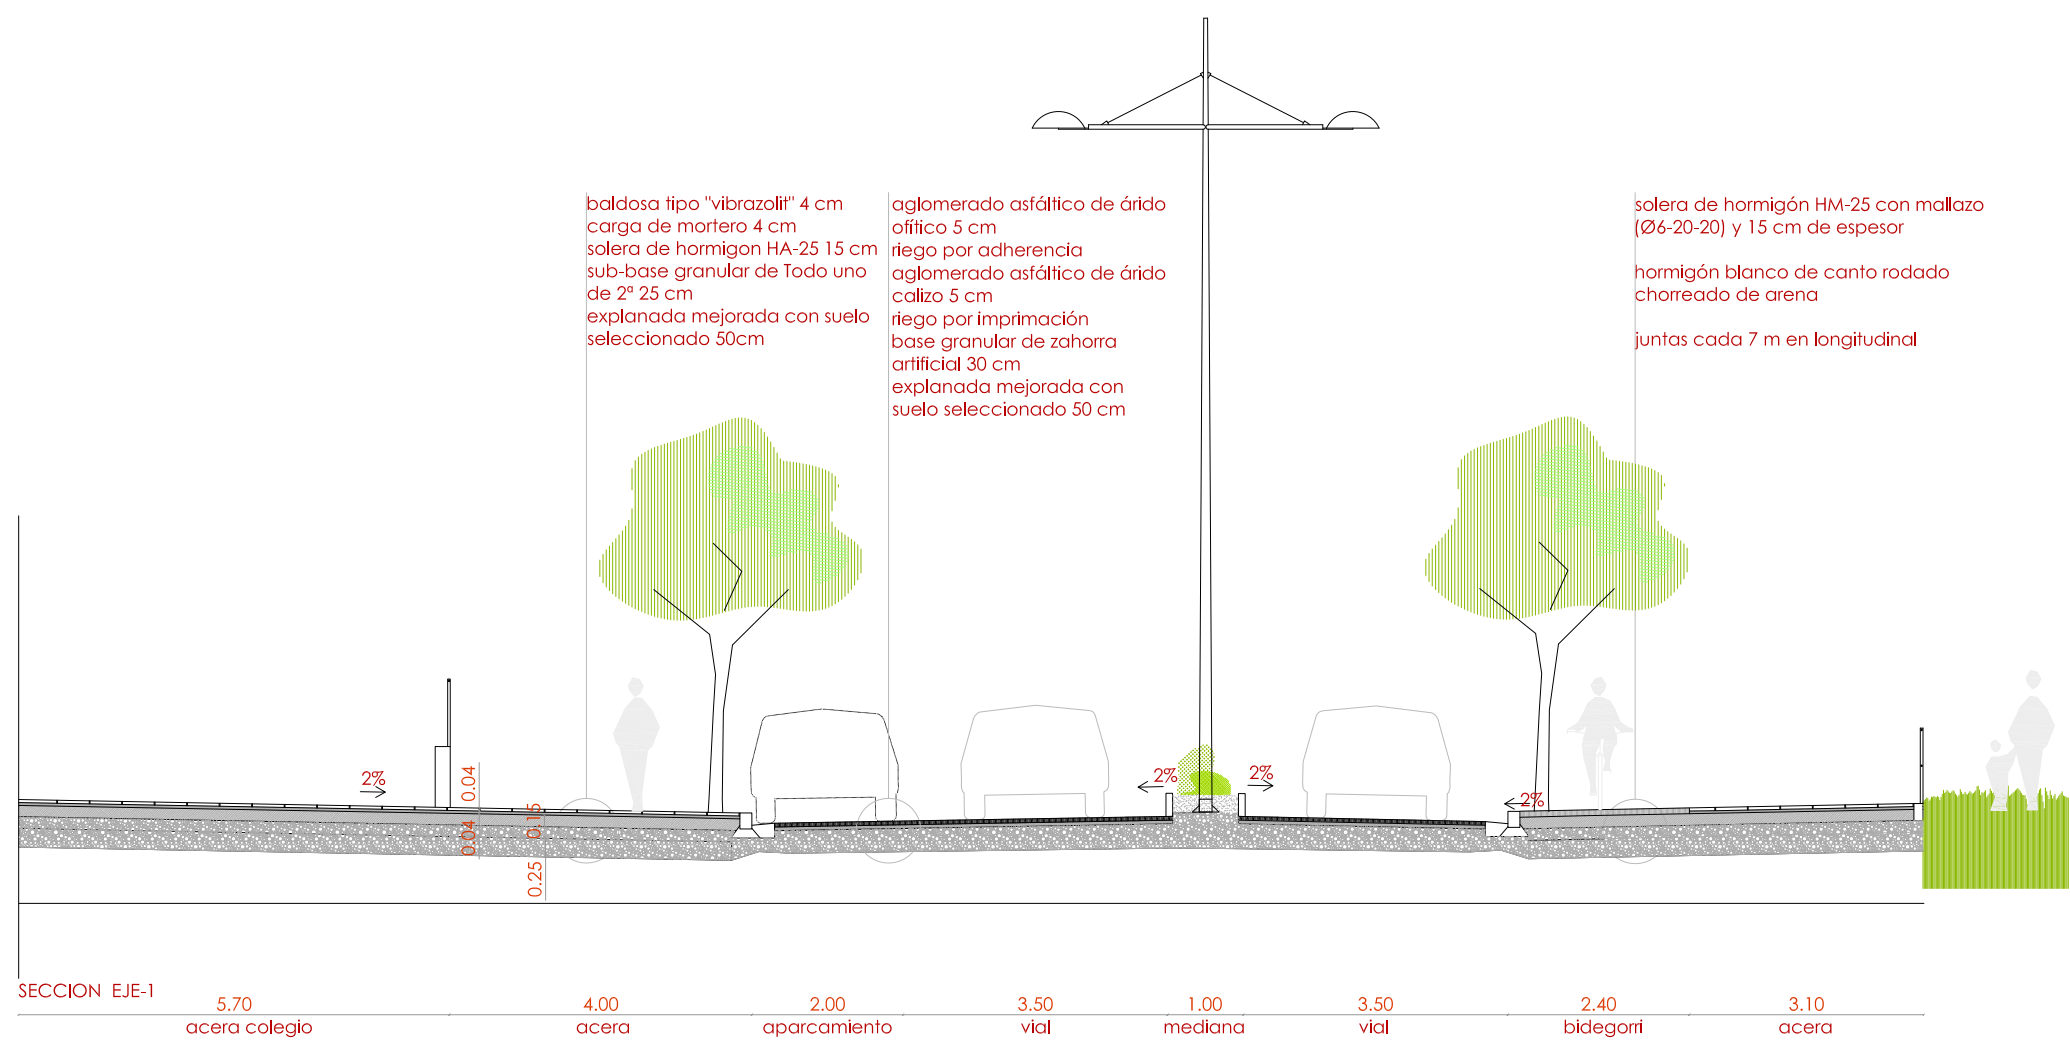 baldosa tipo "vibrazolit" 4 cm
carga de mortero 4 cm
solera de hormigon HA-25 15 cm
sub-base granular de Todo uno
de 2ª 25 cm
explanada mejorada con suelo
seleccionado 50cm
aglomerado asfáltico de árido
ofítico 5 cm
riego por adherencia
aglomerado asfáltico de árido
calizo 5 cm
riego por imprimación
base granular de zahorra
artificial 30 cm
explanada mejorada con
suelo seleccionado 50 cm
solera de hormigón HM-25 con mallazo
(Ø6-20-20) y 15 cm de espesor
hormigón blanco de canto rodado
chorreado de arena
juntas cada 7 m en longitudinal
2%
0.04
0.04
0.15
0.25
2%
2%
2%
SECCION EJE-1
5.70
acera colegio
4.00
acera
2.00
aparcamiento
3.50
vial
1.00
mediana
3.50
vial
2.40
bidegorri
3.10
acera